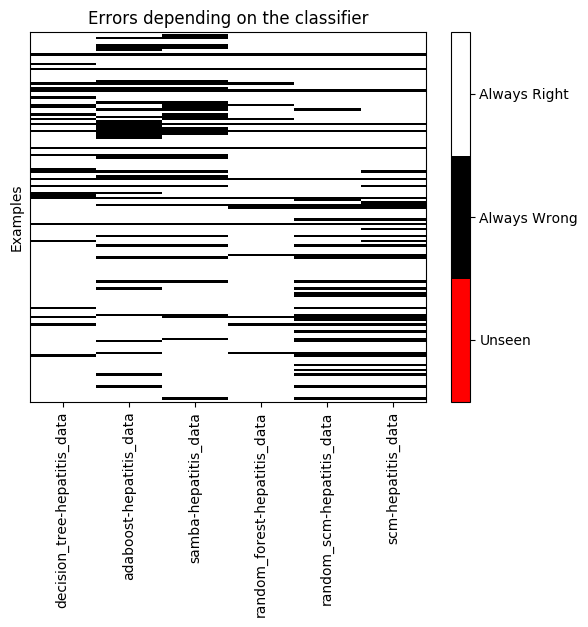 Errors depending on the classifier
Examples
Always Right
Always Wrong
Unseen
decision_tree-hepatitis_data
adaboost-hepatitis_data
samba-hepatitis_data
random_forest-hepatitis_data
random_scm-hepatitis_data
scm-hepatitis_data